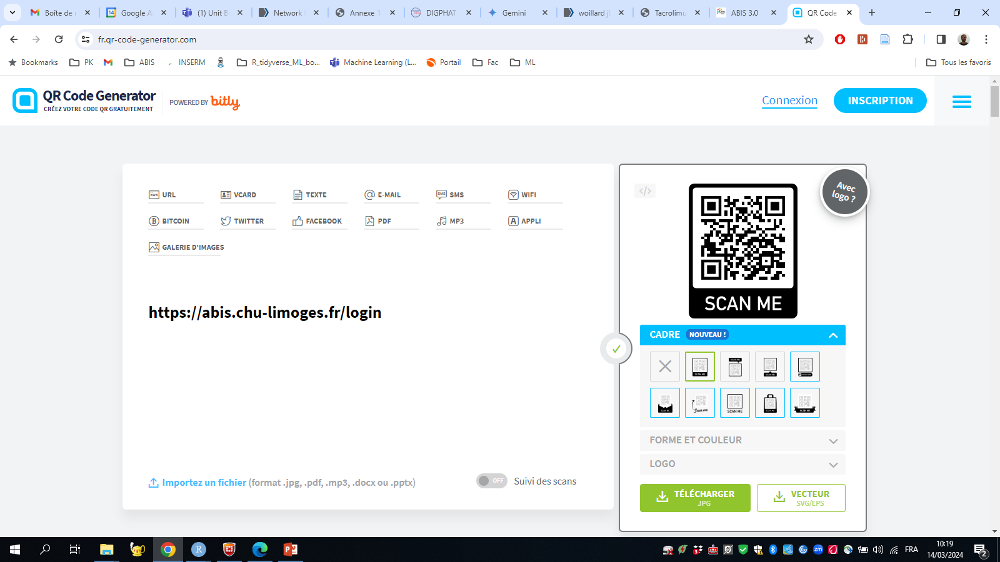 Boîte de r
Google A
(1) Unit B
Network
Annexe 1
DIGPHAT
Gemini
woillard j
Tacrolimu
ABIS 3.0
QR Code
fr.qr-code-generator.com
Bookmarks
PK
ABIS
INSERM
R_tidyverse_ML_bo...
Machine Learning (L...
Portail
Fac
ML
Tous les favoris
QR Code Generator
CRÉEZ VOTRE CODE QR GRATUITEMENT
POWERED BY bitly
Connexion
INSCRIPTION
URL
VCARD
TEXTE
E-MAIL
SMS
WIFI
BITCOIN
TWITTER
FACEBOOK
PDF
MP3
APPLI
GALERIE D'IMAGES
https://abis.chu-limoges.fr/login
Importez un fichier (format .jpg, .pdf, .mp3, .docx ou .pptx)
OFF
Suivi des scans
</>
Avec
logo ?
SCAN ME
CADRE NOUVEAU !
FORME ET COULEUR
LOGO
TÉLÉCHARGER
JPG
VECTEUR
SVG/EPS
FRA
10:19
14/03/2024
2